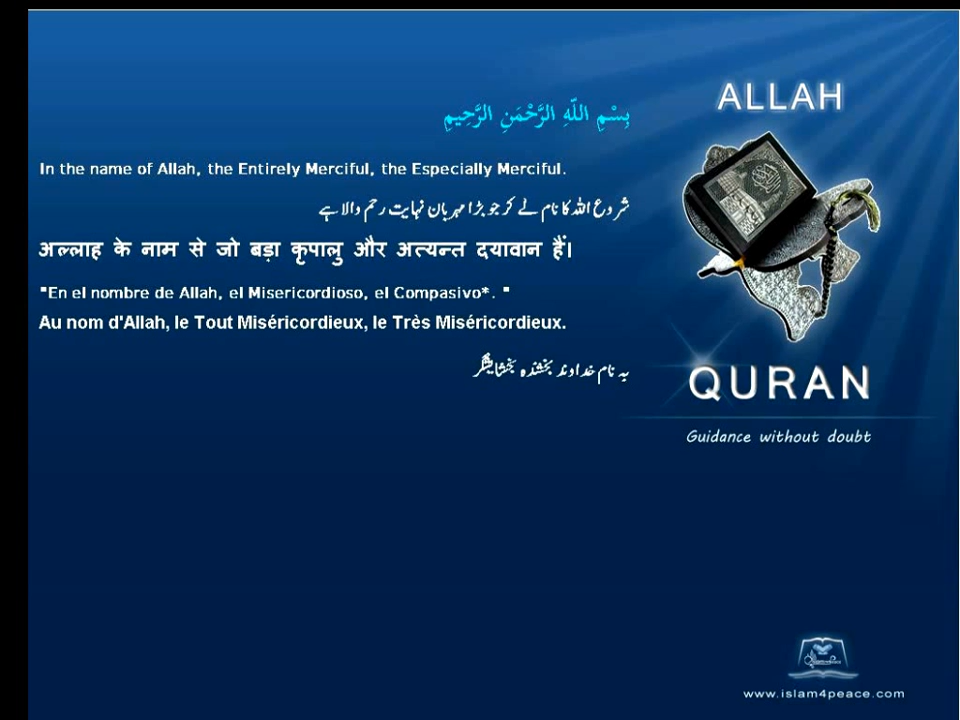 بِسْمِ اللّهِ الرَّحْمَنِ الرَّحِيمِ
In the name of Allah, the Entirely Merciful, the Especially Merciful.
شروع الله کا نام لے کر جو بڑا مہربان نہایت رحم والا ہے
अल्लाह के नाम से जो बड़ा कृपालु और अत्यन्त दयावान हैं।
"En el nombre de Allah, el Misericordioso, el Compasivo*. "
Au nom d'Allah, le Tout Miséricordieux, le Très Miséricordieux.
به نام خداوند بخشنده بخشایشگر
ALLAH
QURAN
Guidance without doubt
www.islam4peace.com